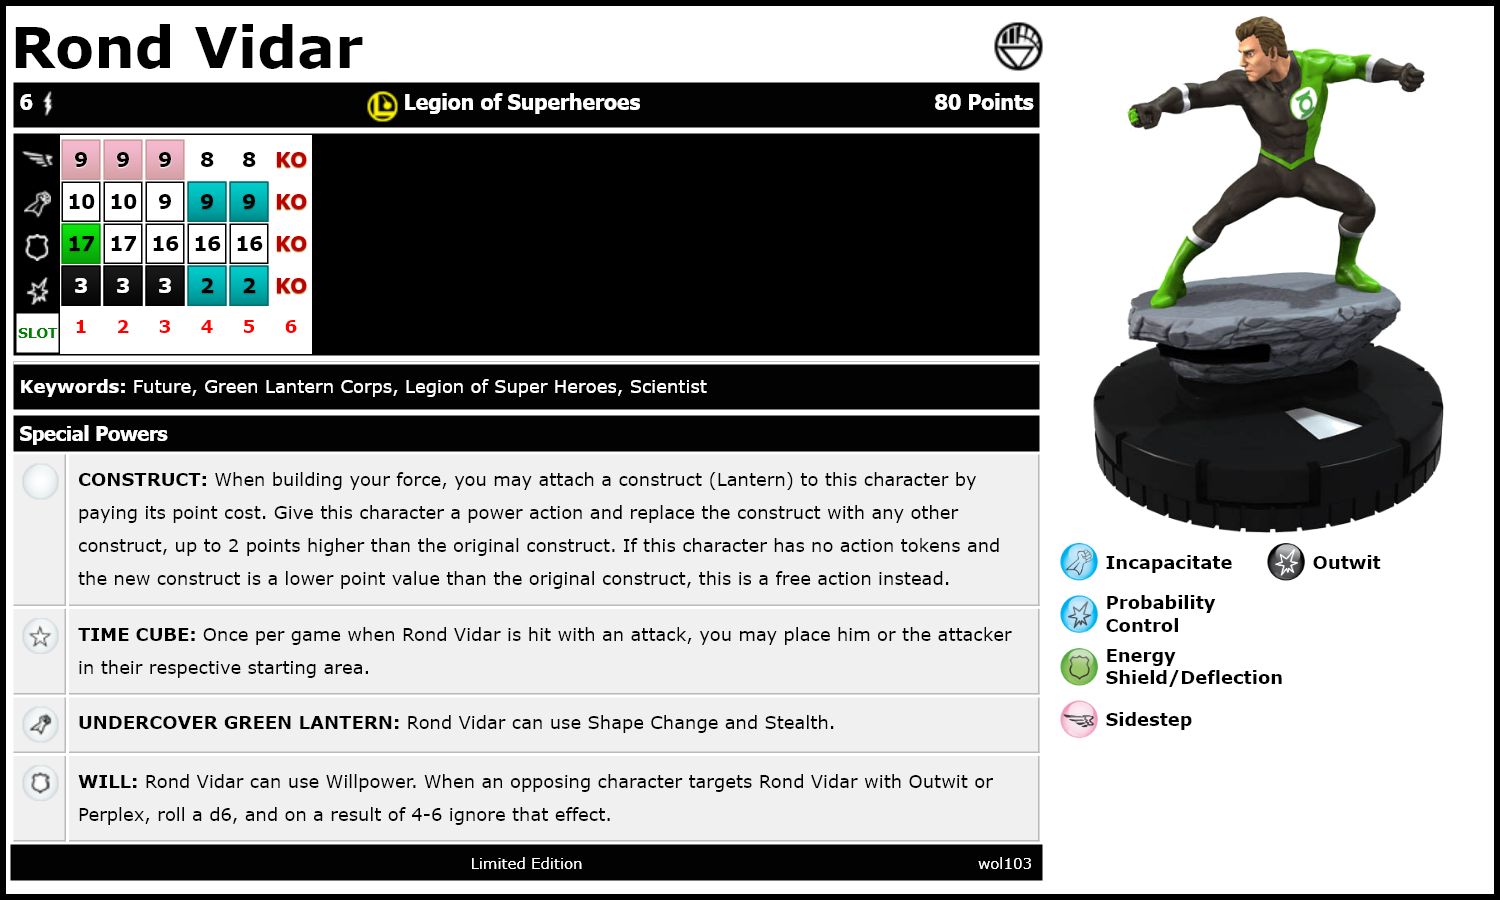 Rond Vidar
6 Legion of Superheroes 80 Points
9 9 9 8 8 KO
10 10 9 9 9 KO
17 17 16 16 16 KO
3 3 3 2 2 KO
SLOT 1 2 3 4 5 6
Keywords: Future, Green Lantern Corps, Legion of Super Heroes, Scientist
Special Powers
CONSTRUCT: When building your force, you may attach a construct (Lantern) to this character by
paying its point cost. Give this character a power action and replace the construct with any other
construct, up to 2 points higher than the original construct. If this character has no action tokens and
the new construct is a lower point value than the original construct, this is a free action instead.
TIME CUBE: Once per game when Rond Vidar is hit with an attack, you may place him or the attacker
in their respective starting area.
UNDERCOVER GREEN LANTERN: Rond Vidar can use Shape Change and Stealth.
WILL: Rond Vidar can use Willpower. When an opposing character targets Rond Vidar with Outwit or
Perplex, roll a d6, and on a result of 4-6 ignore that effect.
Limited Edition wol103
Incapacitate Outwit
Probability
Control
Energy
Shield/Deflection
Sidestep